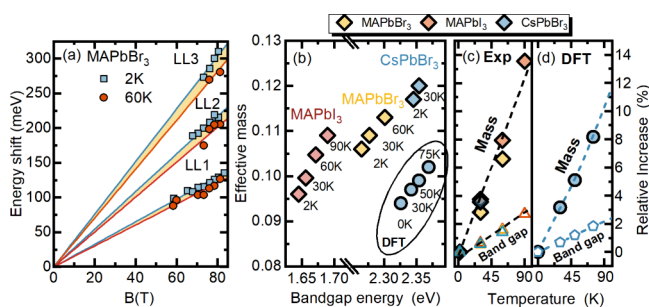 MAPbBr₃ MAPbI₃ CsPbBr₃
(a) MAPbBr₃
2K
60K
LL3
LL2
LL1
Energy shift (meV)
300
250
200
150
100
50
0
0 20 40 60 80
B(T)
(b)
CsPbBr₃
30K
2K
MAPbBr₃
60K
30K
2K
MAPbI₃
90K
60K
30K
2K
75K
50K
30K
0K
DFT
Effective mass
0.13
0.12
0.11
0.10
0.09
0.08
1.65 1.70 2.30 2.35
Bandgap energy (eV)
(c) Exp
Mass
Band gap
0 30 60 90
(d) DFT
Mass
Band gap
0 45 90
Temperature (K)
14
12
10
8
6
4
2
0
Relative Increase (%)